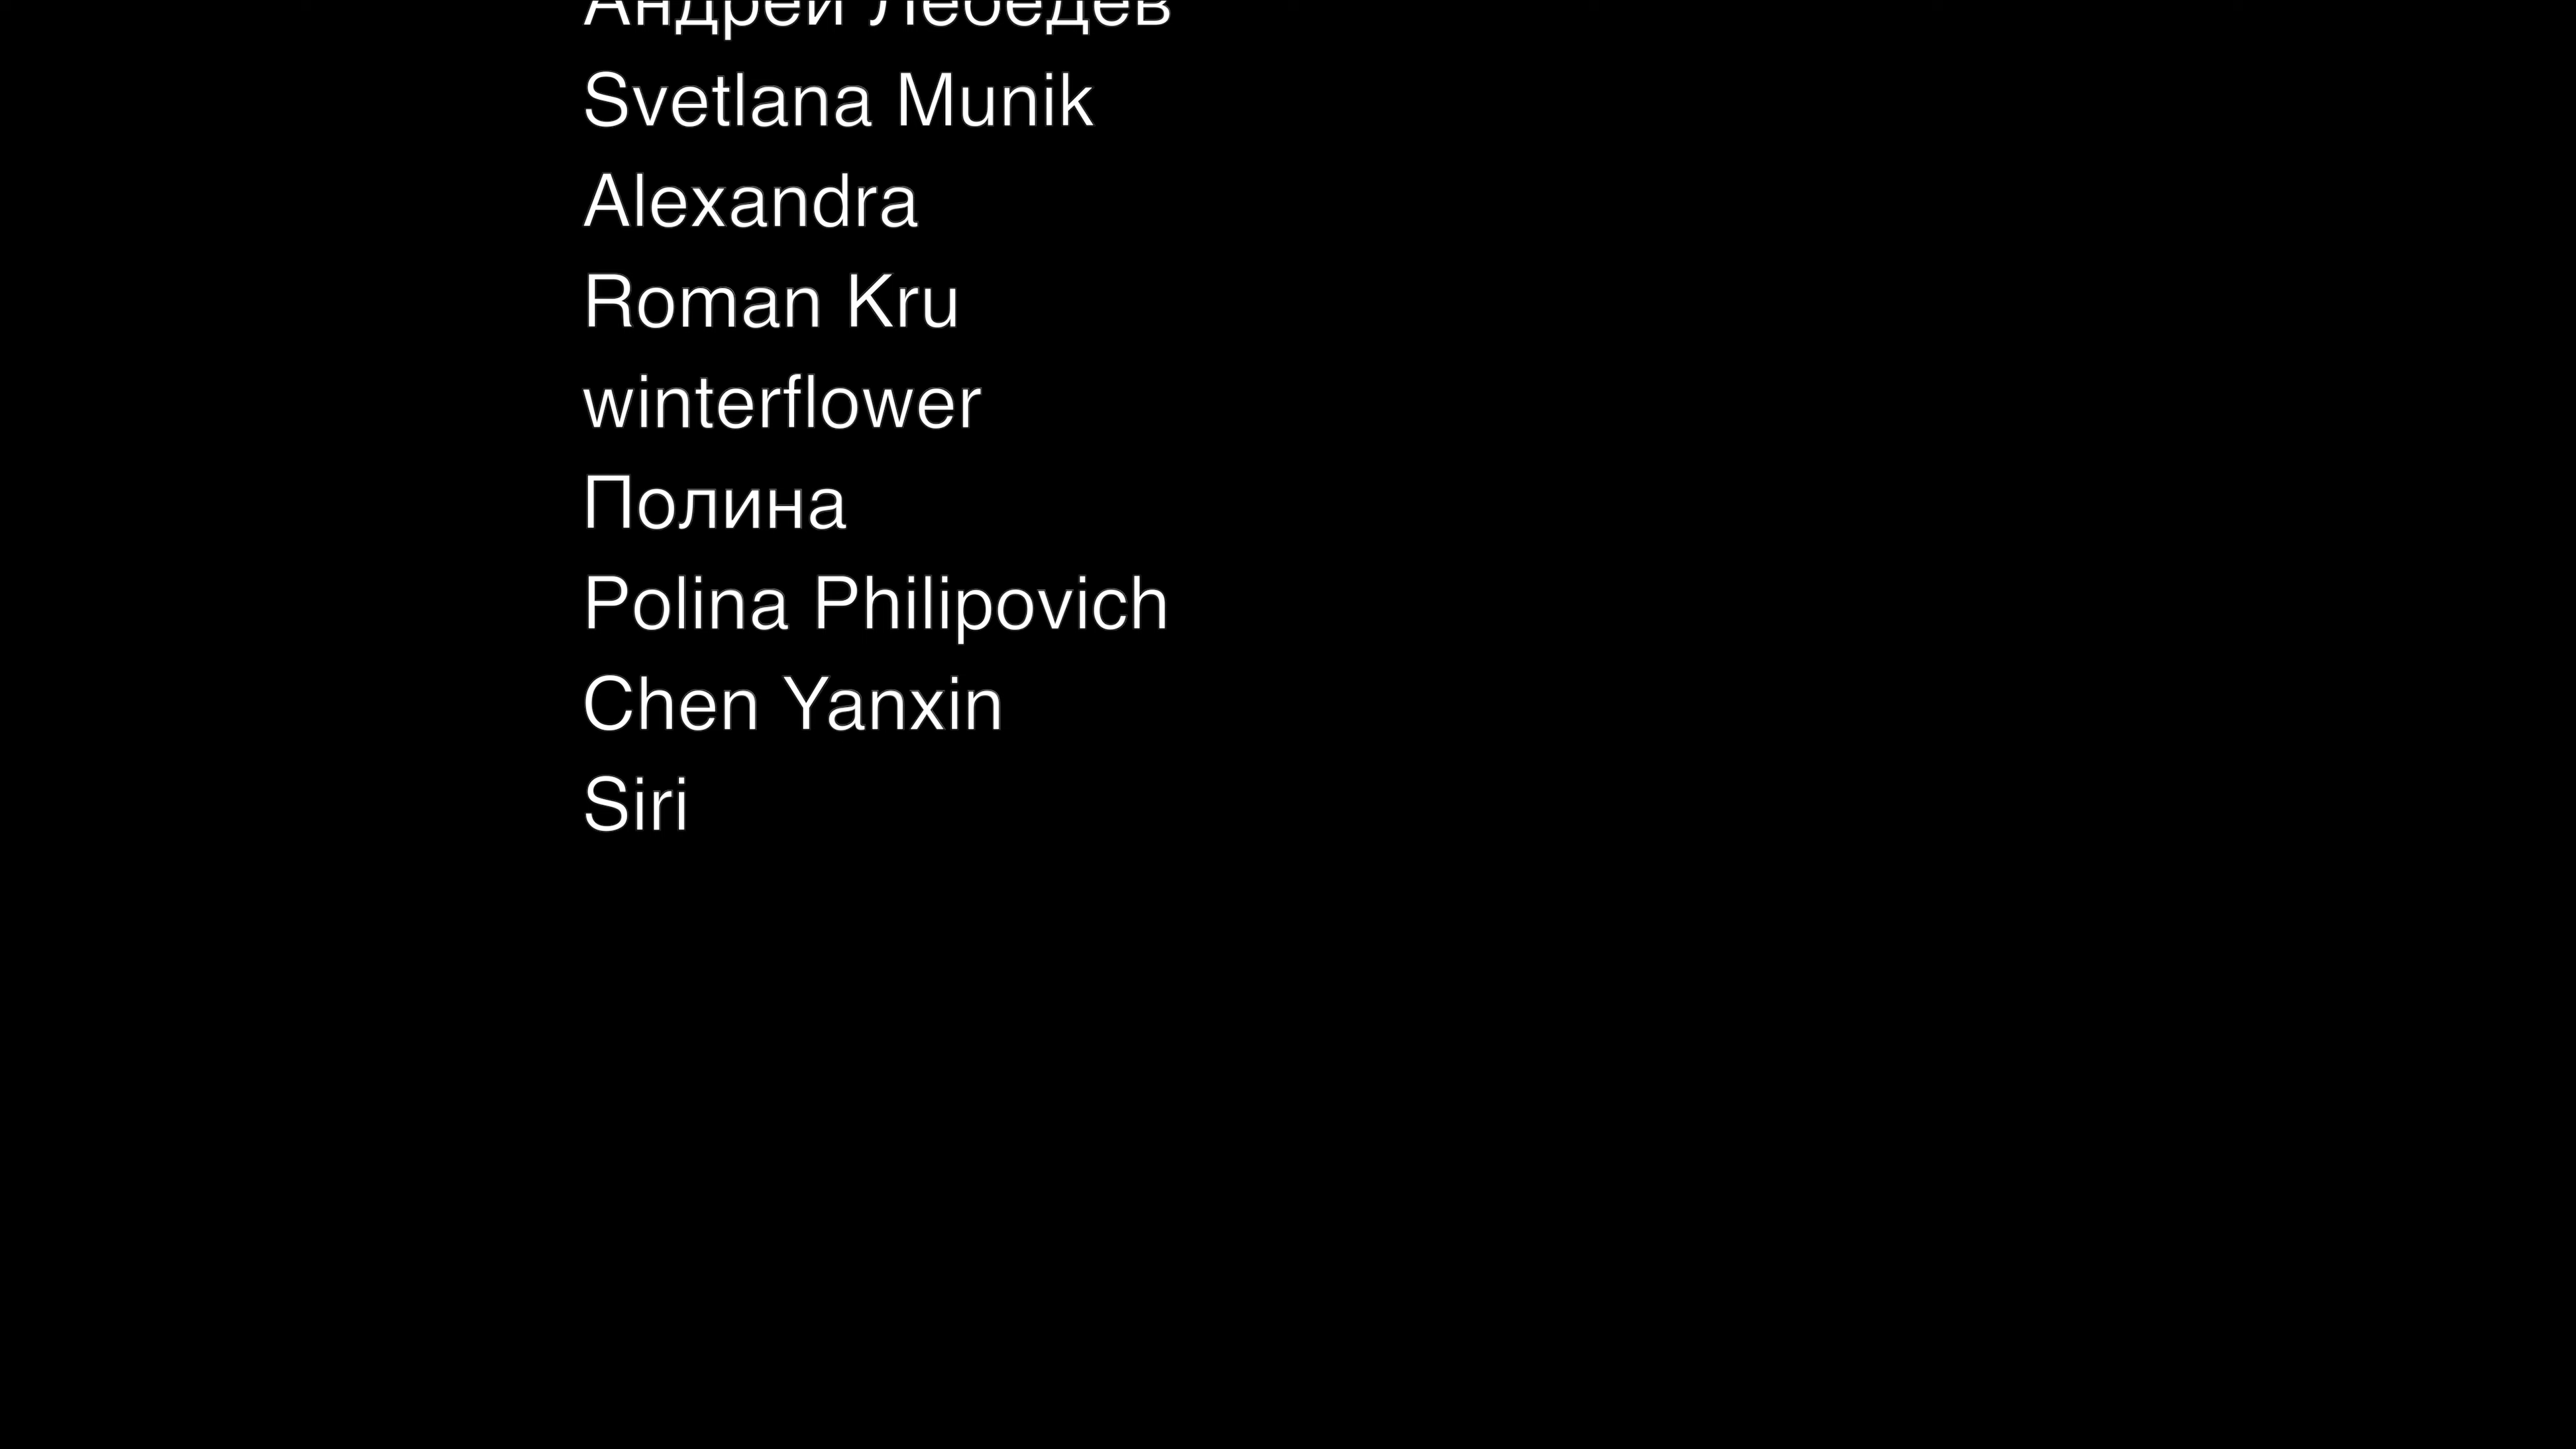 Андрей Лебедев
Svetlana Munik
Alexandra
Roman Kru
winterflower
Полина
Polina Philipovich
Chen Yanxin
Siri